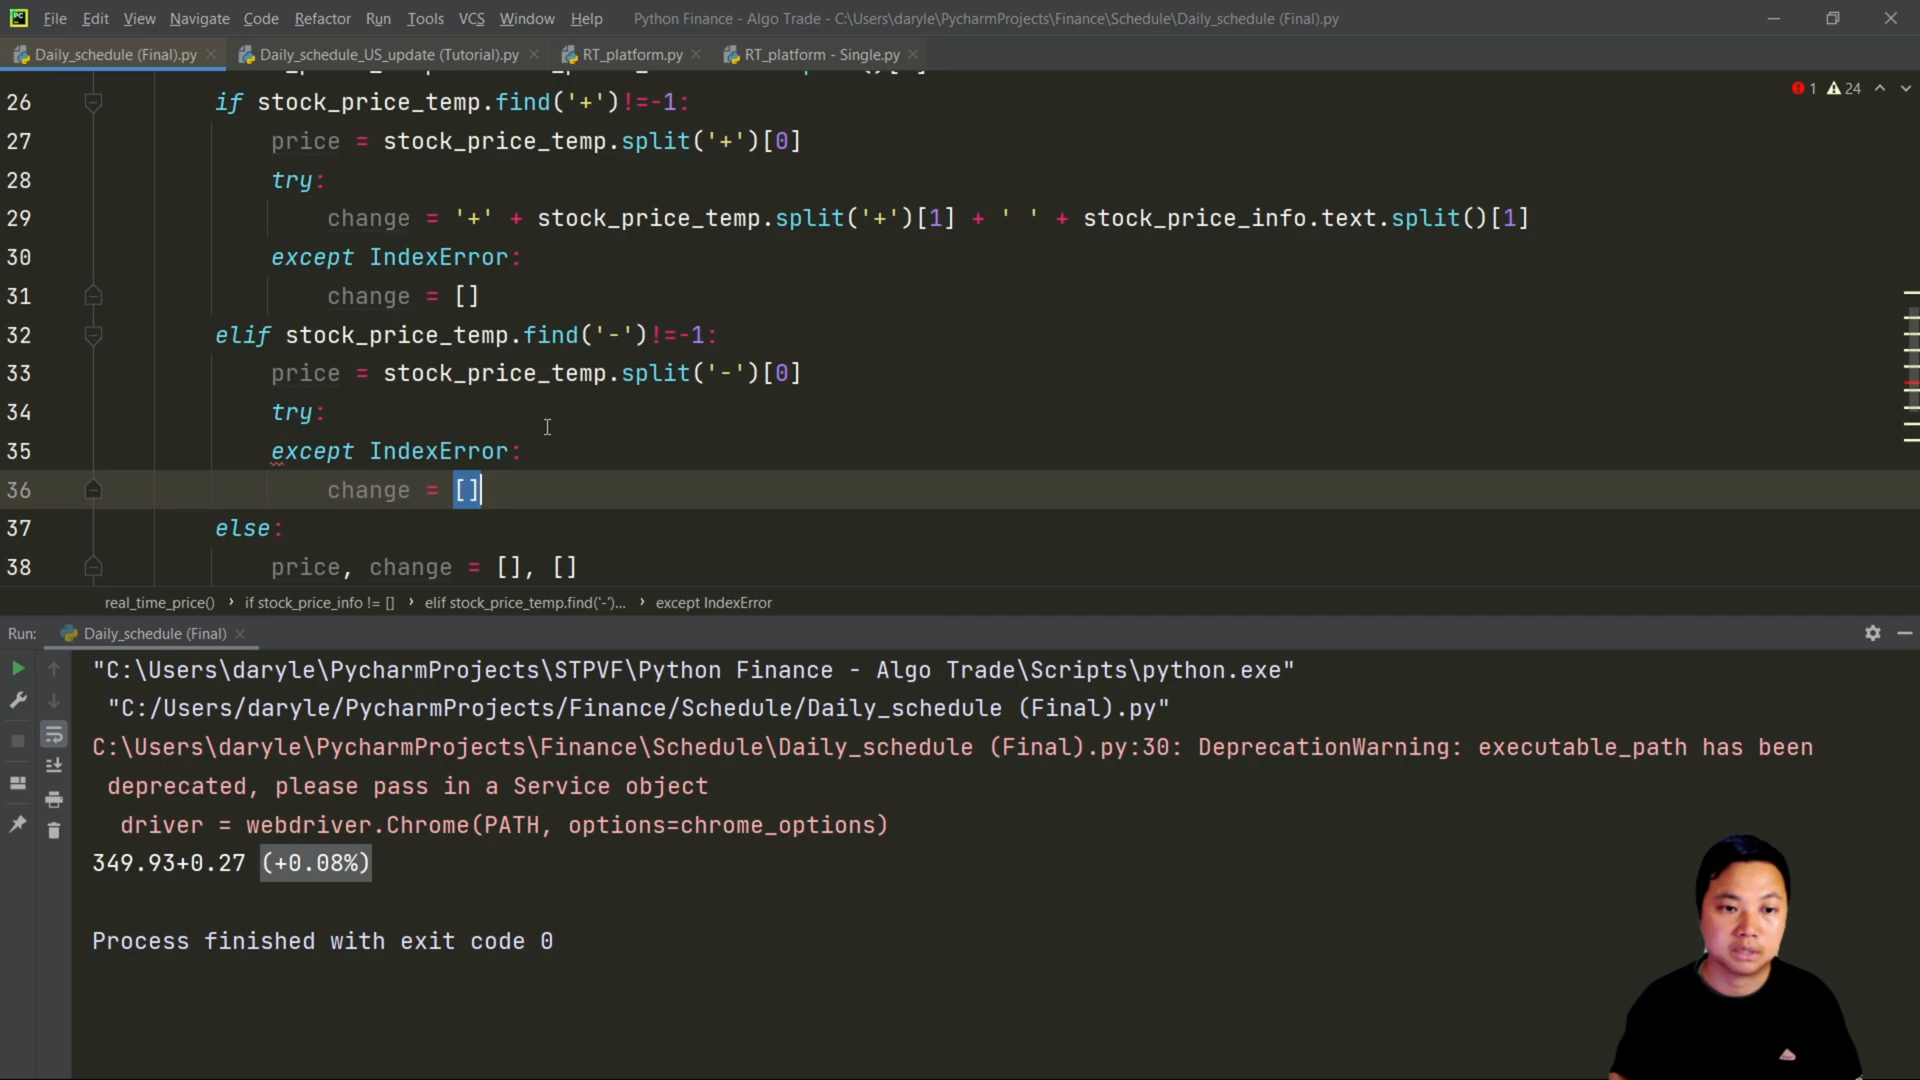 PC File Edit View Navigate Code Refactor Run Tools VCS Window Help Python Finance - Algo Trade - C:\Users\daryle\PycharmProjects\Finance\Schedule\Daily_schedule (Final).py
Daily_schedule (Final).py Daily_schedule_US_update (Tutorial).py RT_platform.py RT_platform - Single.py
1 24
26 if stock_price_temp.find('+')!=-1:
27 price = stock_price_temp.split('+')[0]
28 try:
29 change = '+' + stock_price_temp.split('+')[1] + ' ' + stock_price_info.text.split()[1]
30 except IndexError:
31 change = []
32 elif stock_price_temp.find('-')!=-1:
33 price = stock_price_temp.split('-')[0]
34 try:
35 except IndexError:
36 change = []
37 else:
38 price, change = [], []
real_time_price() › if stock_price_info != [] › elif stock_price_temp.find('-')... › except IndexError
Run: Daily_schedule (Final)
"C:\Users\daryle\PycharmProjects\STPVF\Python Finance - Algo Trade\Scripts\python.exe"
"C:/Users/daryle/PycharmProjects/Finance/Schedule/Daily_schedule (Final).py"
C:\Users\daryle\PycharmProjects\Finance\Schedule\Daily_schedule (Final).py:30: DeprecationWarning: executable_path has been
deprecated, please pass in a Service object
driver = webdriver.Chrome(PATH, options=chrome_options)
349.93+0.27 (+0.08%)
Process finished with exit code 0